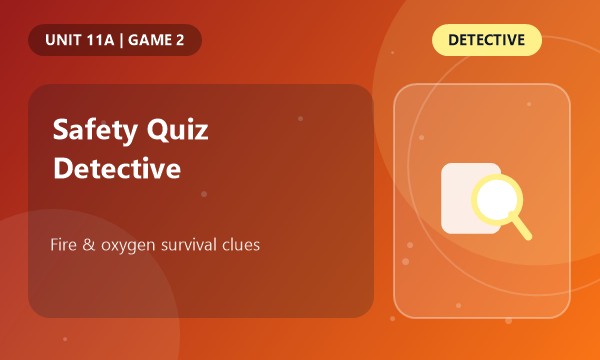 UNIT 11A | GAME 2
DETECTIVE
Safety Quiz
Detective
Fire & oxygen survival clues